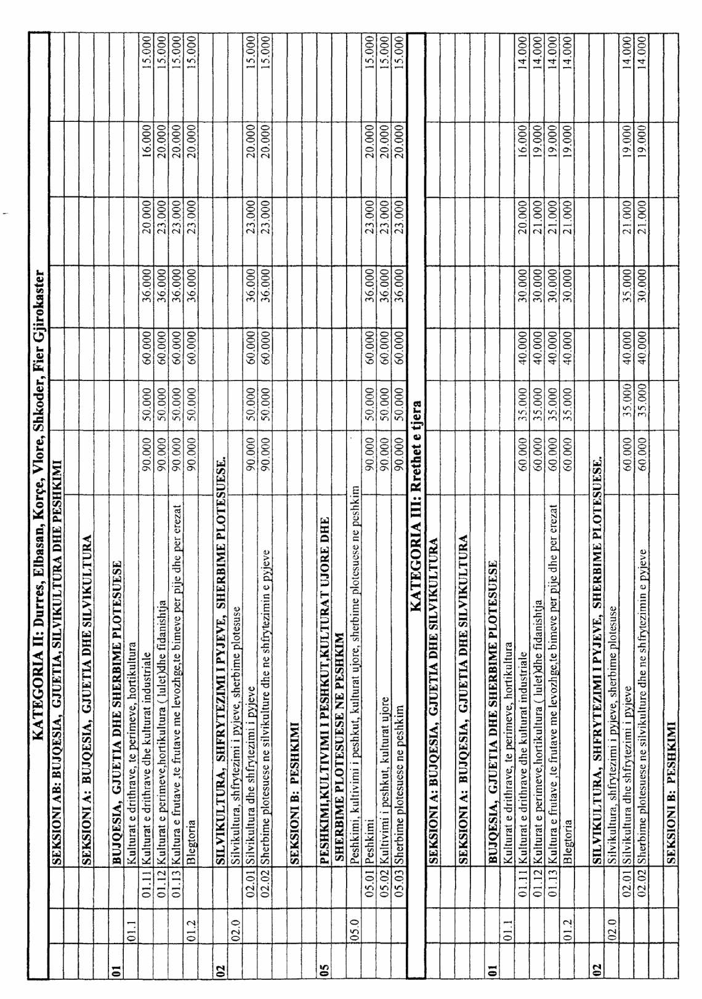 KATEGORIA II: Durres, Elbasan, Korçe, Vlore, Shkoder, Fier Gjirokaster
SEKSIONI AB: BUJQESIA, GJUETIA, SILVIKULTURA DHE PESHKIMI
SEKSIONI A: BUJQESIA, GJUETIA DHE SILVIKULTURA
01 BUJQESIA, GJUETIA DHE SHERBIME PLOTESUESE
01.1 Kulturat e drithrave, te perimeve, hortikultura
01.11 Kulturat e drithrave dhe kulturat industriale 90.000 50.000 60.000 36.000 20.000 16.000 15.000
01.12 Kulturat e perimeve,hortikultura ( lulet)dhe fidanishtja 90.000 50.000 60.000 36.000 23.000 20.000 15.000
01.13 Kultura e frutave ,te frutave me levozhge,te bimeve per pije dhe per erezat 90.000 50.000 60.000 36.000 23.000 20.000 15.000
01.2 Blegtoria 90.000 50.000 60.000 36.000 23.000 20.000 15.000
02 SILVIKULTURA, SHFRYTEZIMI I PYJEVE, SHERBIME PLOTESUESE.
02.0 Silvikultura, shfrytezimi i pyjeve, sherbime plotesuse
02.01 Silvikultura dhe shfrytezimi i pyjeve 90.000 50.000 60.000 36.000 23.000 20.000 15.000
02.02 Sherbime plotesuese ne silvikulture dhe ne shfrytezimin e pyjeve 90.000 50.000 60.000 36.000 23.000 20.000 15.000
SEKSIONI B: PESHKIMI
05 PESHKIMI,KULTIVIMI I PESHKUT,KULTURAT UJORE DHE
SHERBIME PLOTESUESE NE PESHKIM
05.0 Peshkimi, kultivimi i peshkut, kulturat ujore, sherbime plotesuese ne peshkim
05.01 Peshkimi 90.000 50.000 60.000 36.000 23.000 20.000 15.000
05.02 Kultivimi i peshkut, kulturat ujore 90.000 50.000 60.000 36.000 23.000 20.000 15.000
05.03 Sherbime plotesuese ne peshkim 90.000 50.000 60.000 36.000 23.000 20.000 15.000
KATEGORIA III: Rrethet e tjera
SEKSIONI A: BUJQESIA, GJUETIA DHE SILVIKULTURA
SEKSIONI A: BUJQESIA, GJUETIA DHE SILVIKULTURA
01 BUJQESIA, GJUETIA DHE SHERBIME PLOTESUESE
01.1 Kulturat e drithrave, te perimeve, hortikultura
01.11 Kulturat e drithrave dhe kulturat industriale 60.000 35.000 40.000 30.000 20.000 16.000 14.000
01.12 Kulturat e perimeve,hortikultura ( lulet)dhe fidanishtja 60.000 35.000 40.000 30.000 21.000 19.000 14.000
01.13 Kultura e frutave ,te frutave me levozhge,te bimeve per pije dhe per erezat 60.000 35.000 40.000 30.000 21.000 19.000 14.000
01.2 Blegtoria 60.000 35.000 40.000 30.000 21.000 19.000 14.000
02 SILVIKULTURA, SHFRYTEZIMI I PYJEVE, SHERBIME PLOTESUESE.
02.0 Silvikultura, shfrytezimi i pyjeve, sherbime plotesuse
02.01 Silvikultura dhe shfrytezimi i pyjeve 60.000 35.000 40.000 35.000 21.000 19.000 14.000
02.02 Sherbime plotesuese ne silvikulture dhe ne shfrytezimin e pyjeve 60.000 35.000 40.000 30.000 21.000 19.000 14.000
SEKSIONI B: PESHKIMI